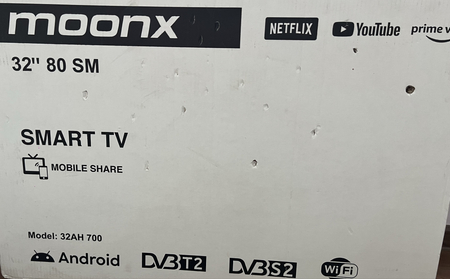 moonx NETFLIX YouTube prime v
32" 80 SM
SMART TV
MOBILE SHARE
Model: 32AH 700
Android DVB T2 DVB S2 WiFi